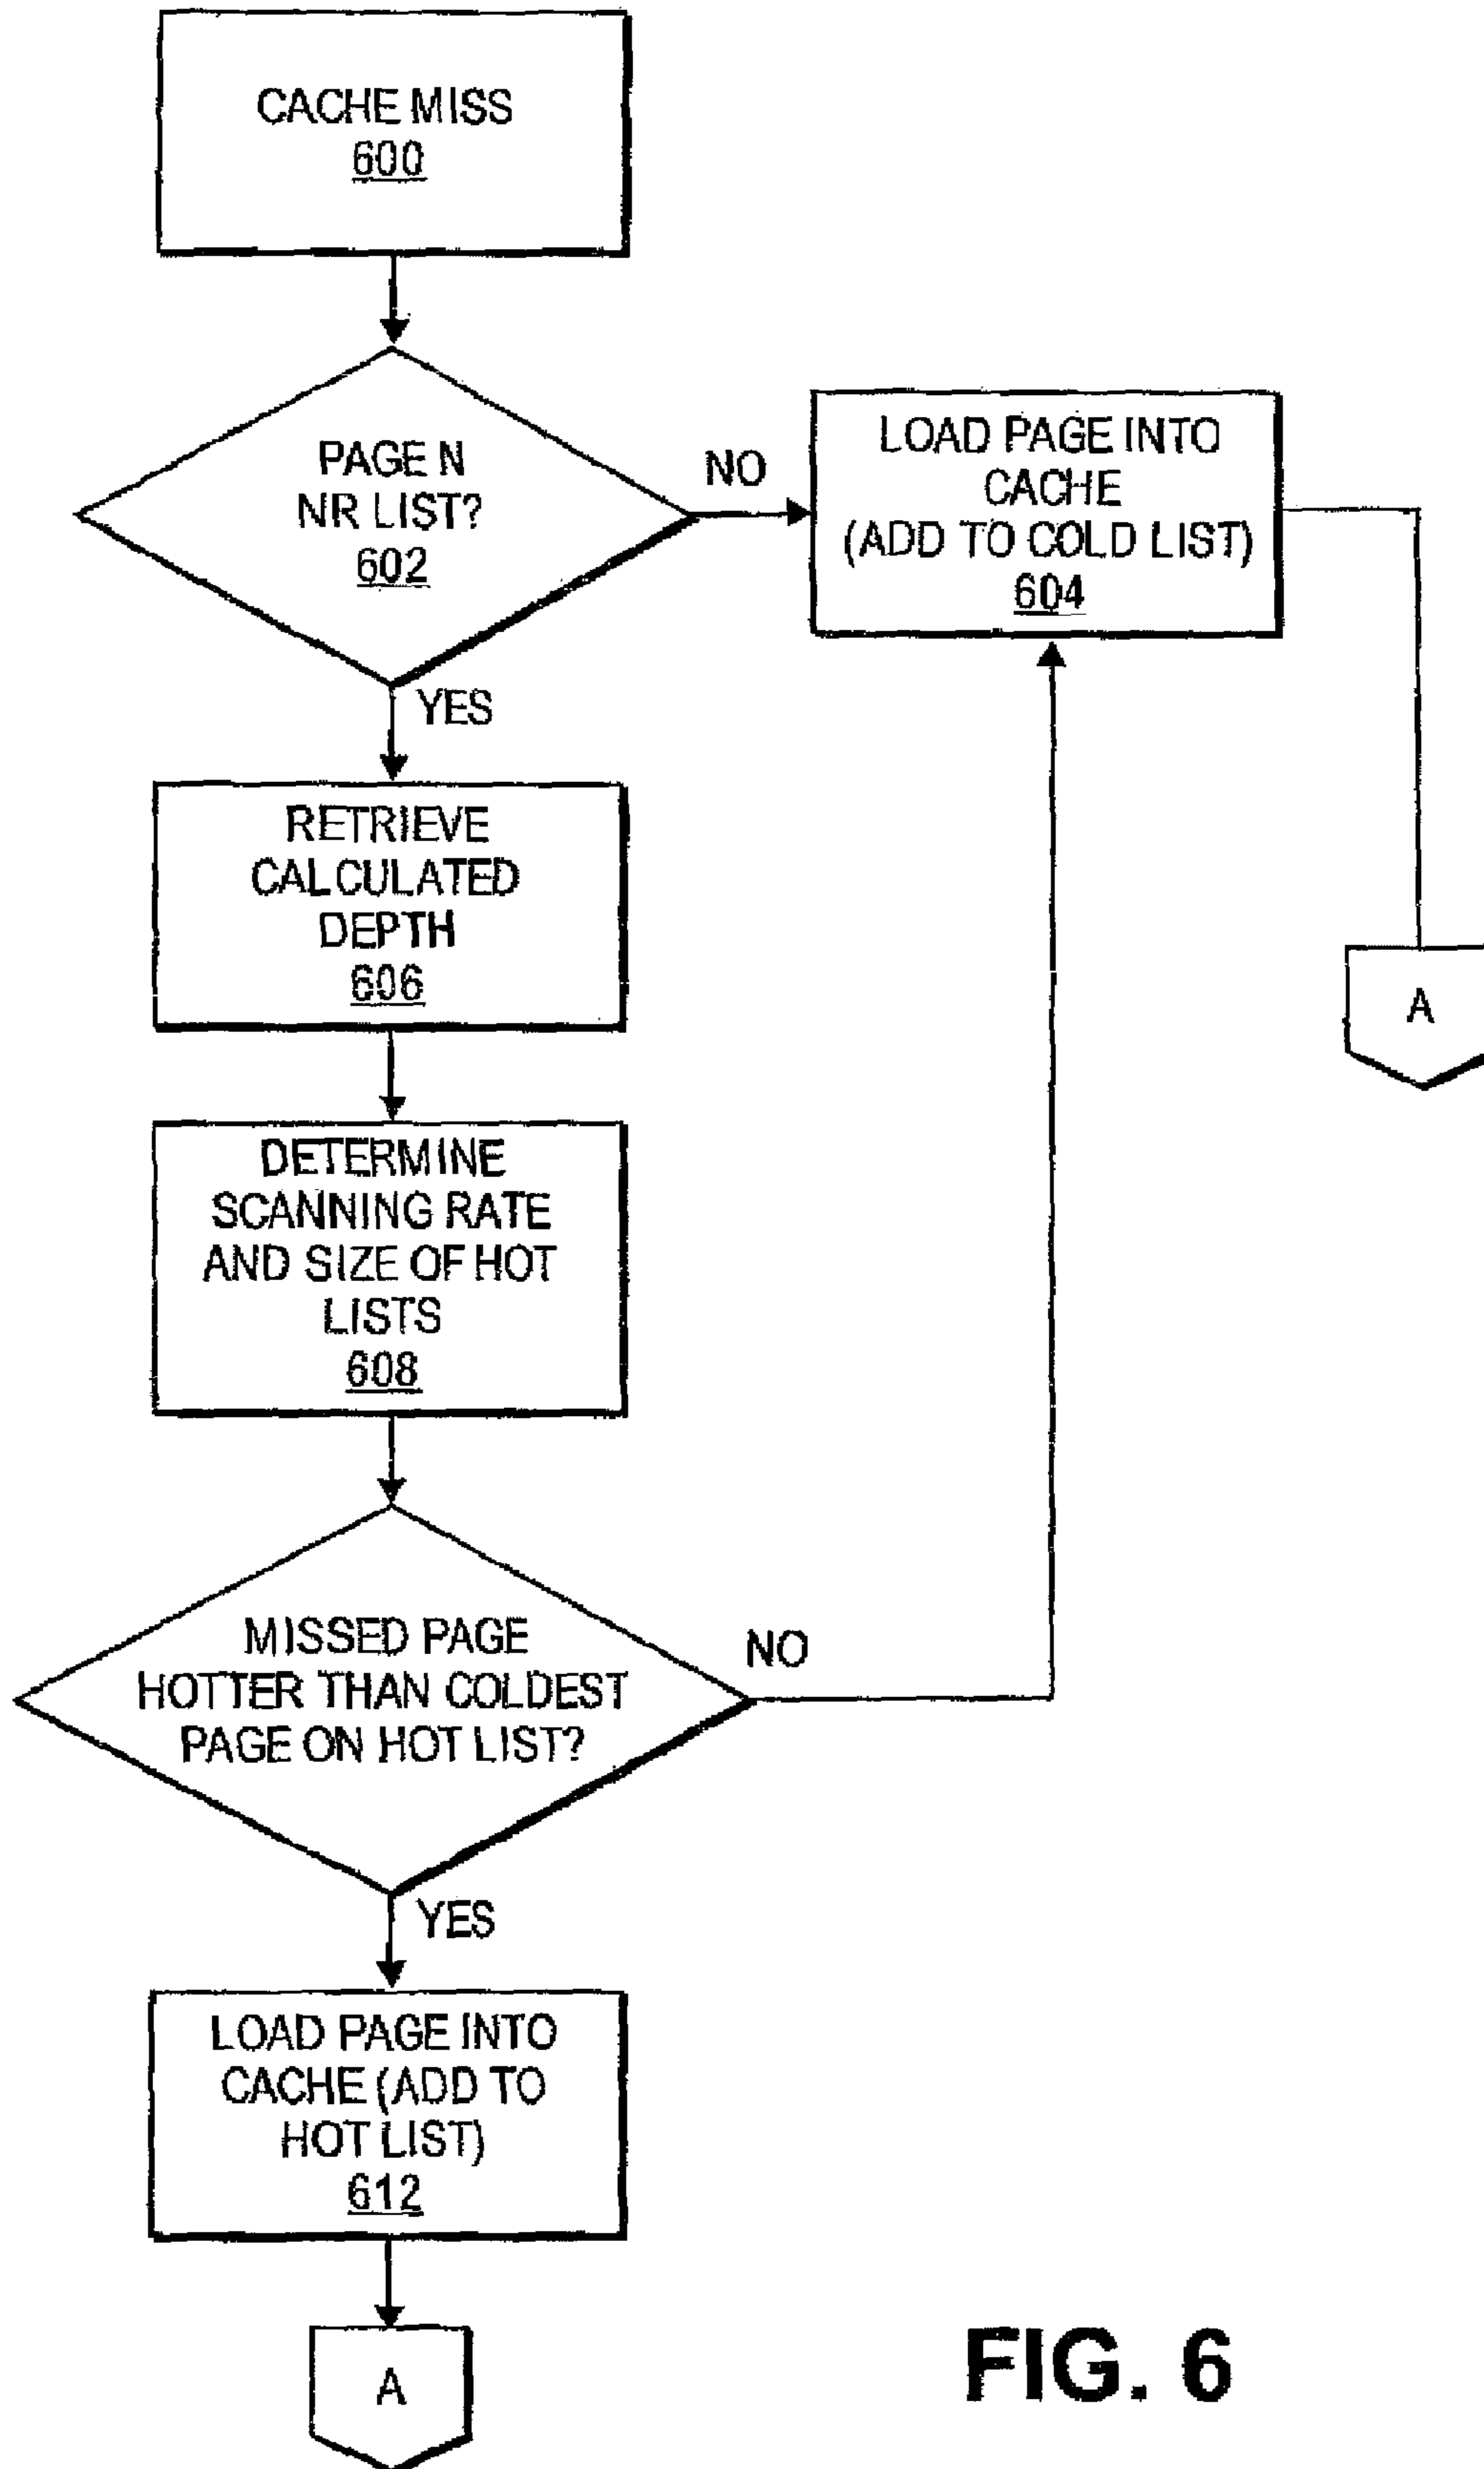 CACHE MISS
600
PAGE N
NR LIST?
602
NO
LOAD PAGE INTO
CACHE
(ADD TO COLD LIST)
604
YES
RETRIEVE
CALCULATED
DEPTH
606
A
DETERMINE
SCANNING RATE
AND SIZE OF HOT
LISTS
608
MISSED PAGE
HOTTER THAN COLDEST
PAGE ON HOT LIST?
NO
YES
LOAD PAGE INTO
CACHE (ADD TO
HOT LIST)
612
A
FIG. 6